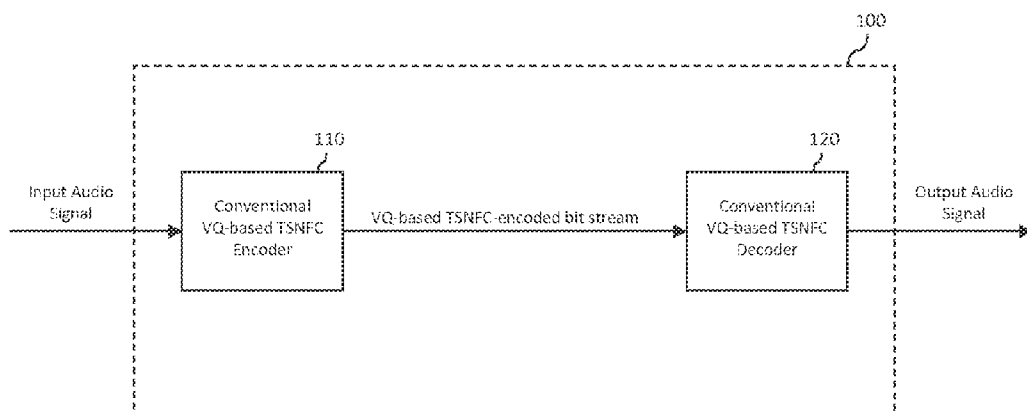 100
110
120
Input Audio
Signal
Conventional
VQ-based TSNFC
Encoder
VQ-based TSNFC-encoded bit stream
Conventional
VQ-based TSNFC
Decoder
Output Audio
Signal